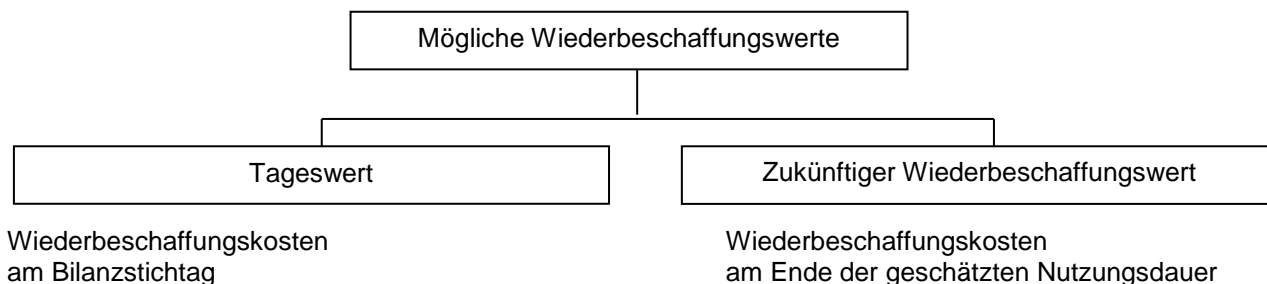 Mögliche Wiederbeschaffungswerte
Tageswert
Zukünftiger Wiederbeschaffungswert
Wiederbeschaffungskosten
am Bilanzstichtag
Wiederbeschaffungskosten
am Ende der geschätzten Nutzungsdauer